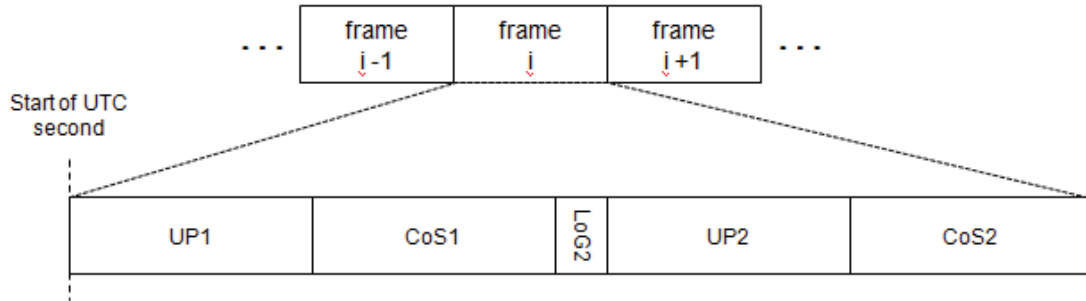 . . .
frame
i -1
frame
i
frame
i +1
. . .
Start of UTC
second
UP1
CoS1
LoG2
UP2
CoS2